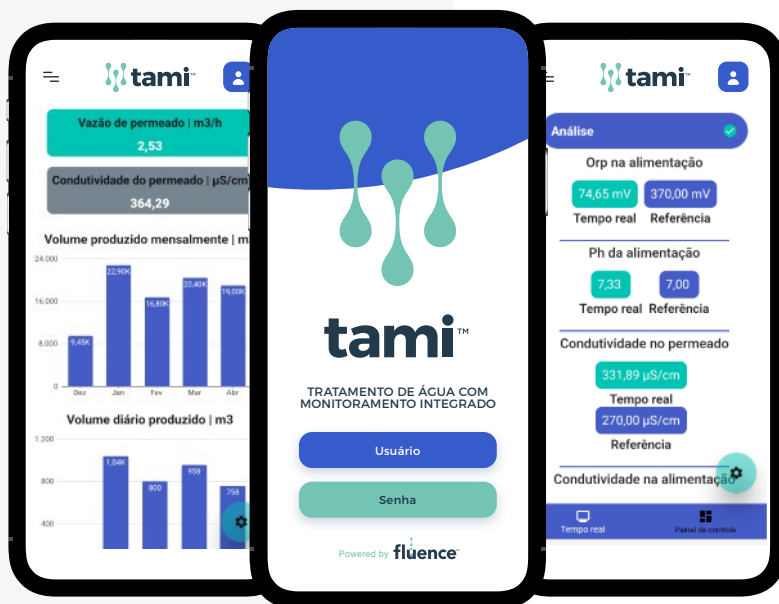 tami™
Vazão de permeado | m3/h
2,53
Condutividade do permeado | µS/cm
364,29
Volume produzido mensalmente | m
24.000
16.000
8.000
0
9,45K
22,90K
16,80K
20,40K
19,00K
Dez
Jan
Fev
Mar
Abr
Volume diário produzido | m3
1.200
800
400
1,04K
800
958
758
tami™
TRATAMENTO DE ÁGUA COM
MONITORAMENTO INTEGRADO
Usuário
Senha
Powered by fluence™
tami™
Análise
Orp na alimentação
74,65 mV 370,00 mV
Tempo real Referência
Ph da alimentação
7,33 7,00
Tempo real Referência
Condutividade no permeado
331,89 µS/cm
Tempo real
270,00 µS/cm
Referência
Condutividade na alimentação
Tempo real Painel de controle